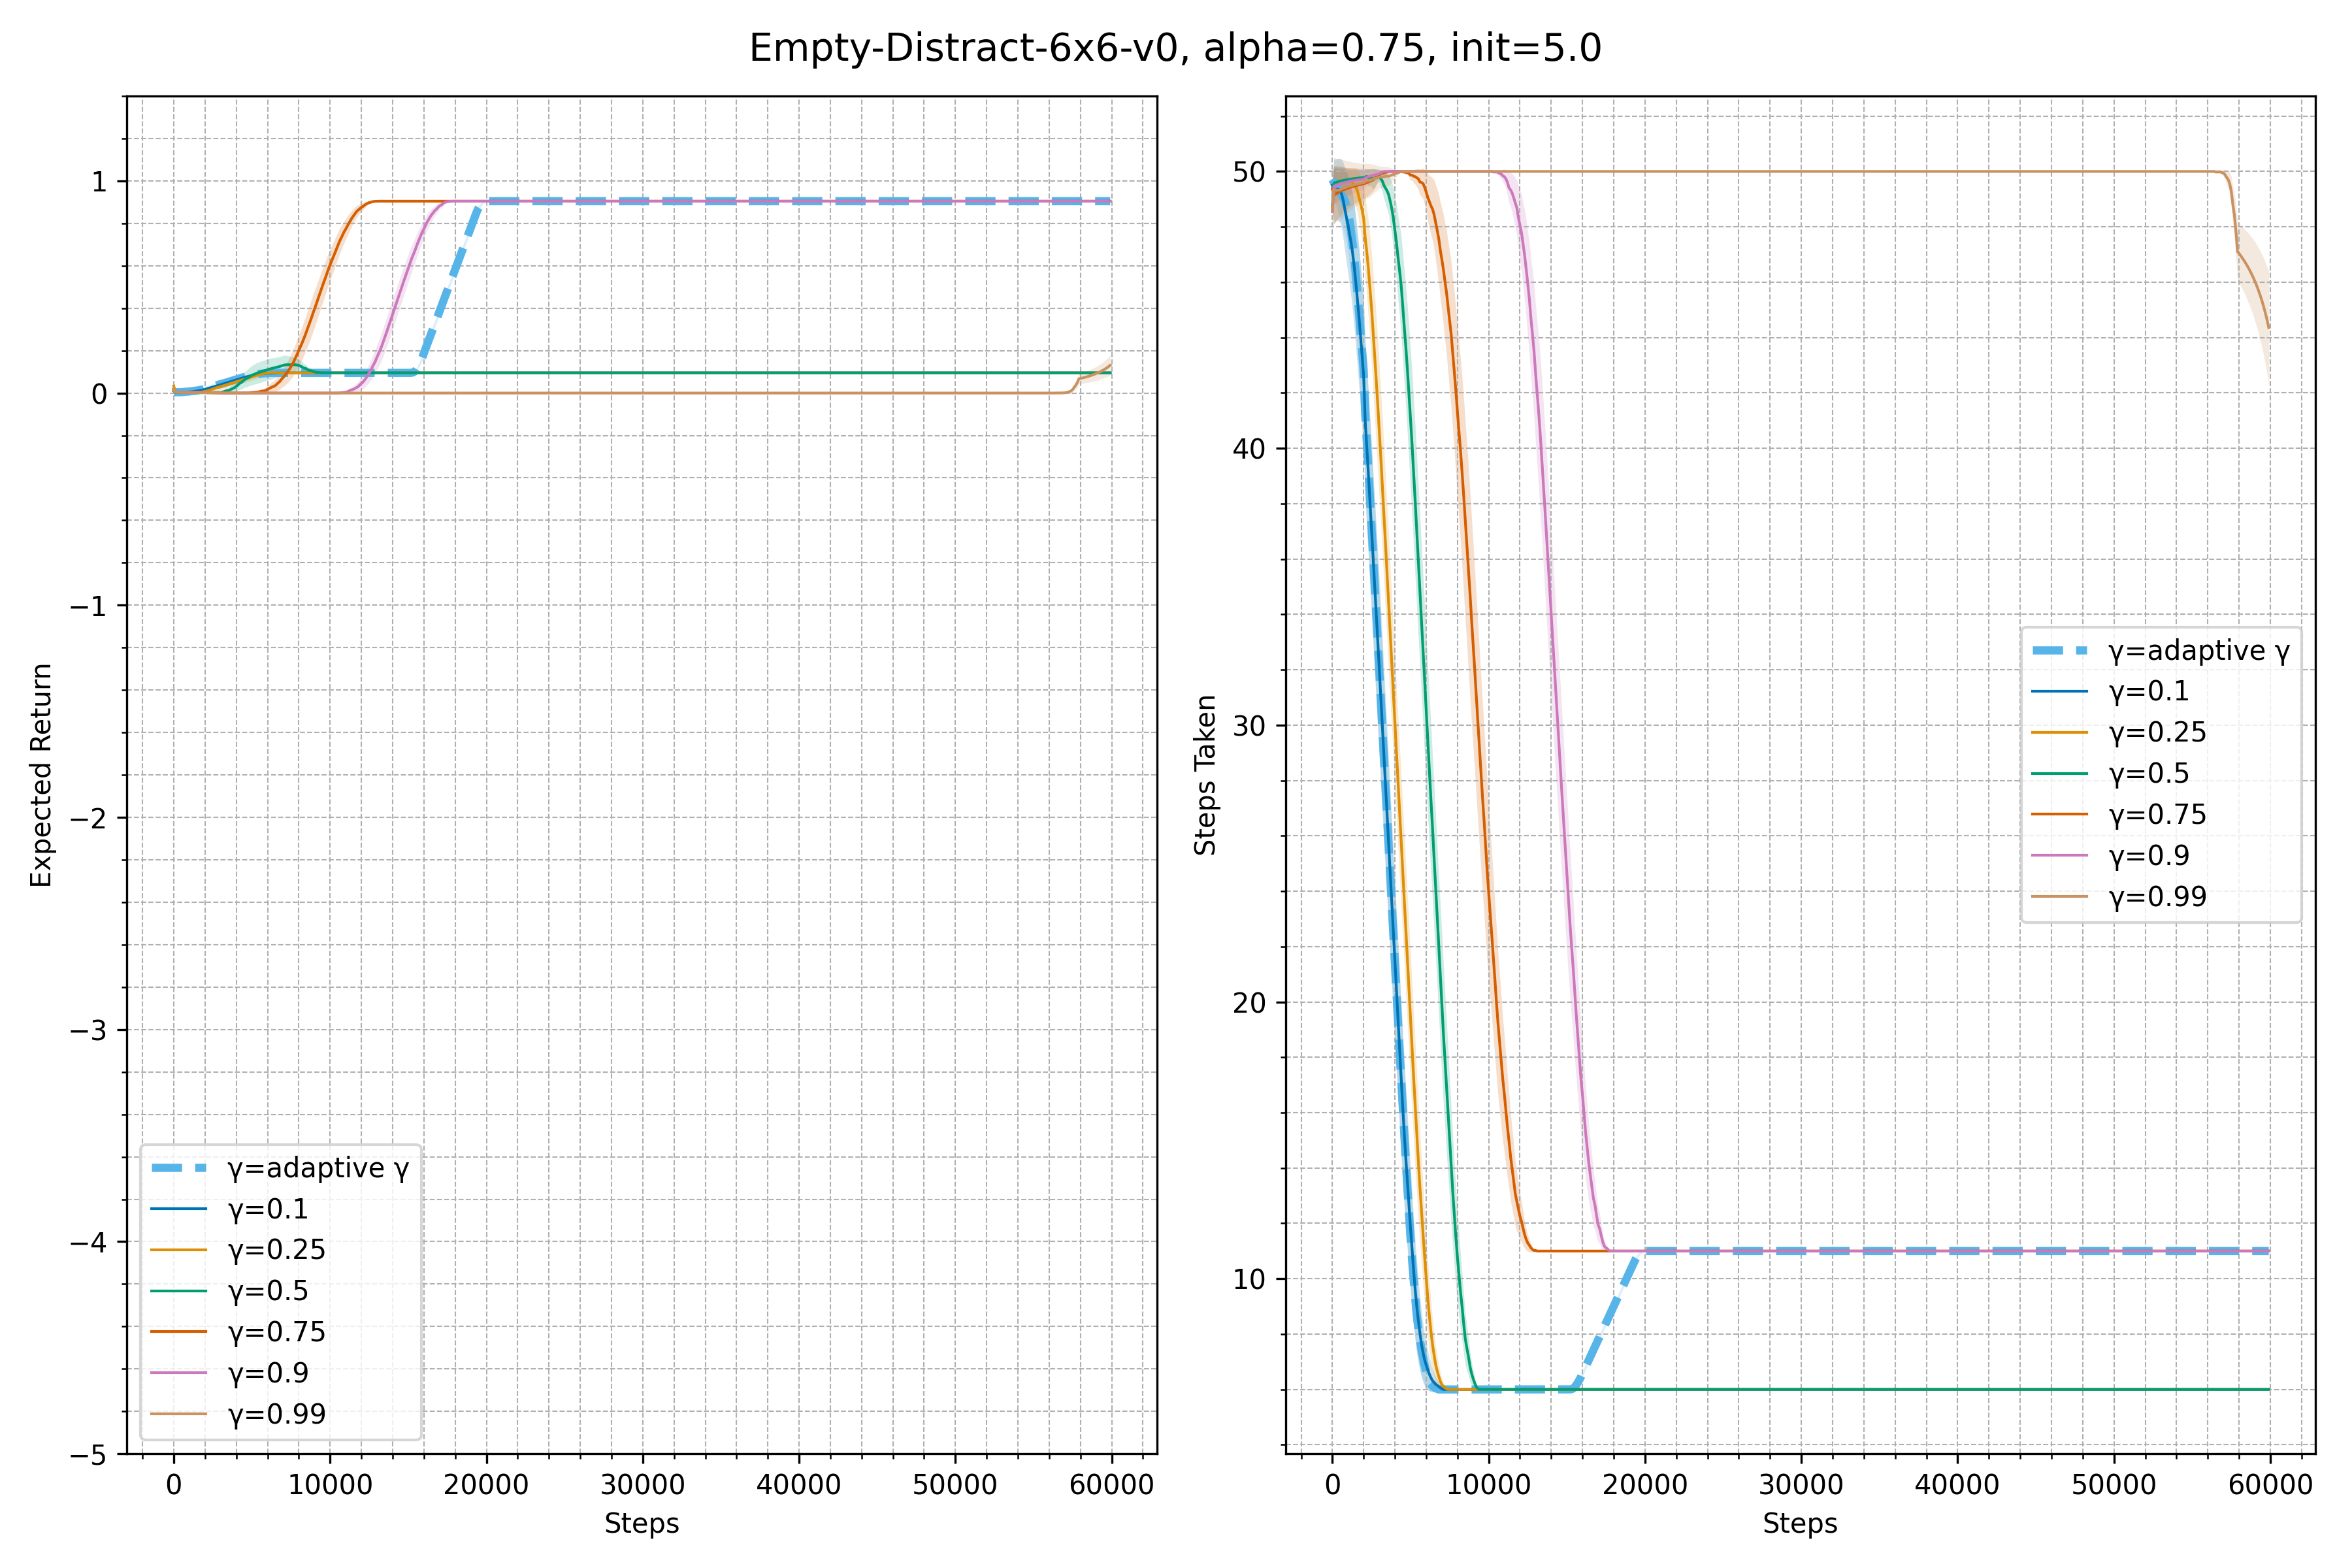 Empty-Distract-6x6-v0, alpha=0.75, init=5.0
Expected Return
1
0
−1
−2
−3
−4
−5
γ=adaptive γ
γ=0.1
γ=0.25
γ=0.5
γ=0.75
γ=0.9
γ=0.99
0 10000 20000 30000 40000 50000 60000
Steps
Steps Taken
50
40
30
20
10
γ=adaptive γ
γ=0.1
γ=0.25
γ=0.5
γ=0.75
γ=0.9
γ=0.99
0 10000 20000 30000 40000 50000 60000
Steps